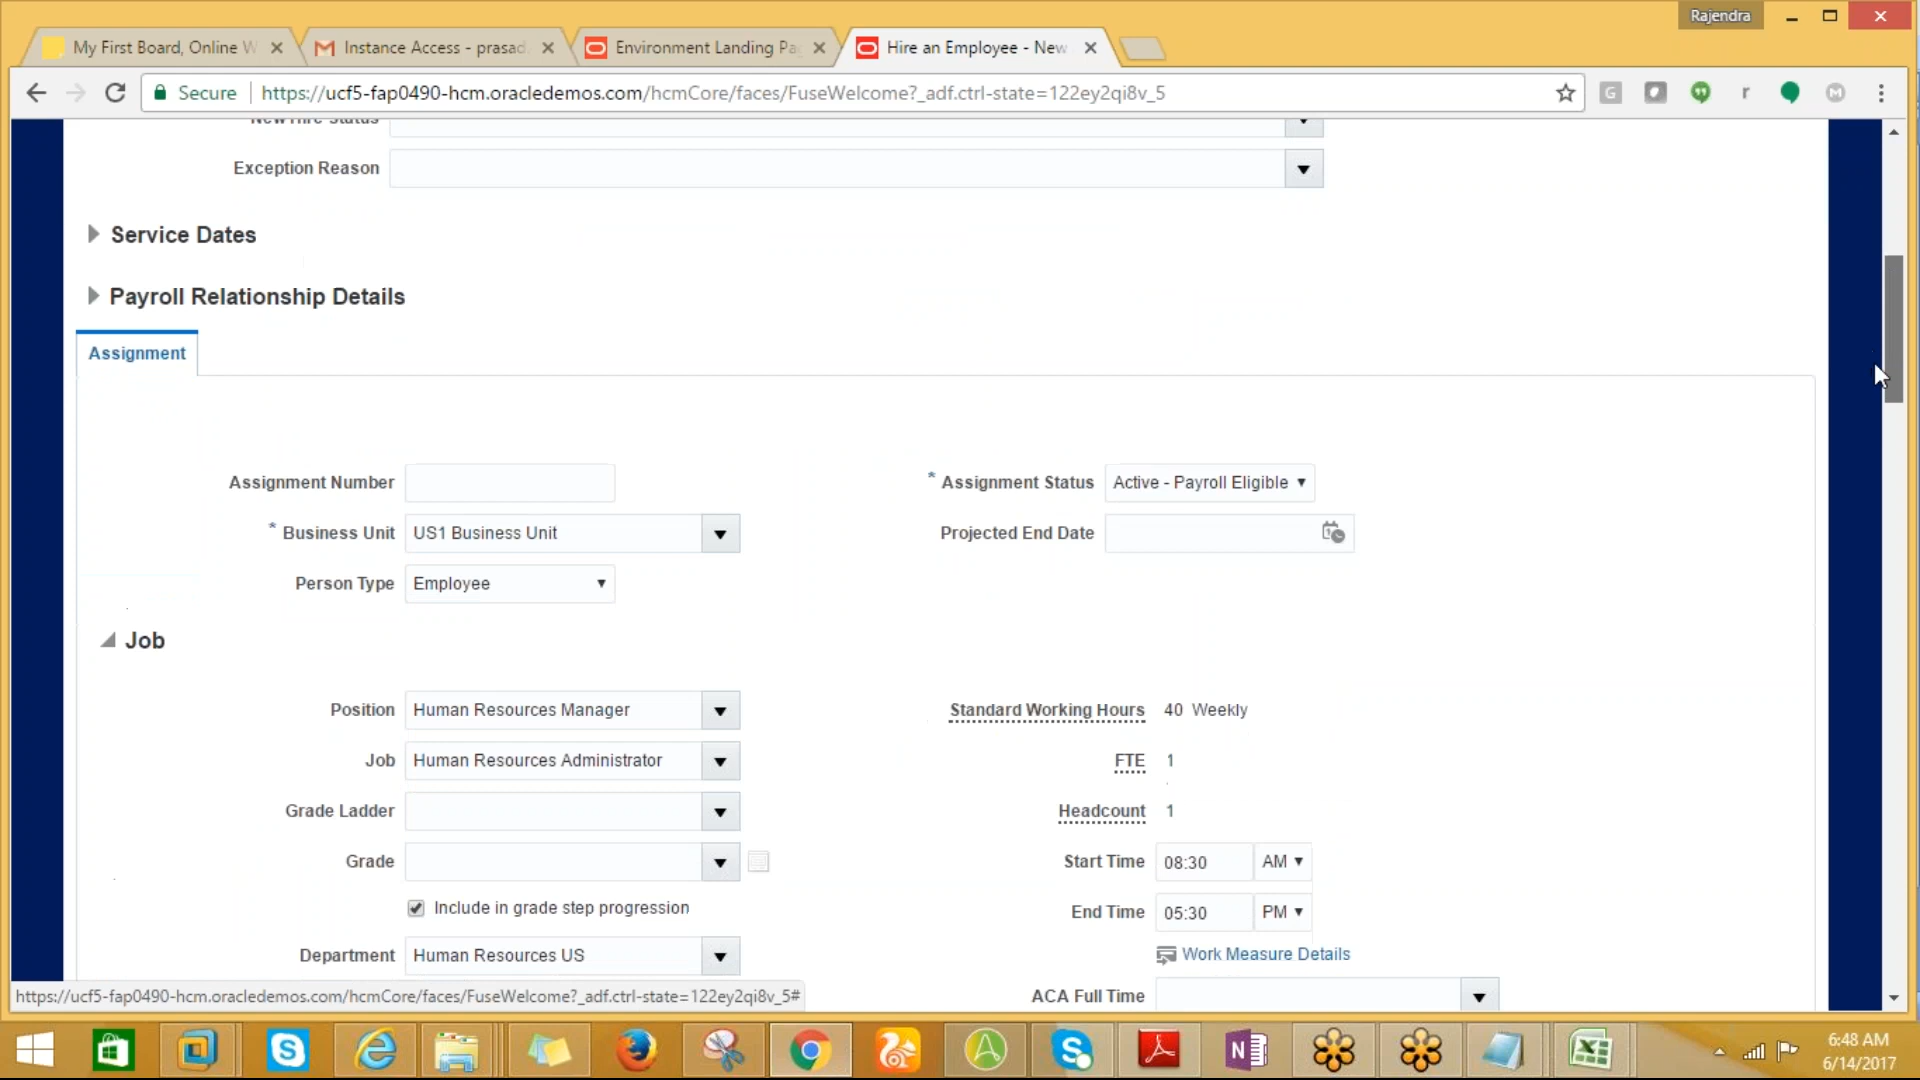 Rajendra
My First Board, Online W
Instance Access - prasad
Environment Landing Pa
Hire an Employee - New
Secure
https://ucf5-fap0490-hcm.oracledemos.com/hcmCore/faces/FuseWelcome?_adf.ctrl-state=122ey2qi8v_5
New Hire Status
Exception Reason
Service Dates
Payroll Relationship Details
Assignment
Assignment Number
* Assignment Status Active - Payroll Eligible
* Business Unit US1 Business Unit
Projected End Date
Person Type Employee
Job
Position Human Resources Manager
Standard Working Hours 40 Weekly
Job Human Resources Administrator
FTE 1
Grade Ladder
Headcount 1
Grade
Start Time 08:30 AM
Include in grade step progression
End Time 05:30 PM
Department Human Resources US
Work Measure Details
https://ucf5-fap0490-hcm.oracledemos.com/hcmCore/faces/FuseWelcome?_adf.ctrl-state=122ey2qi8v_5#
ACA Full Time
6:48 AM
6/14/2017